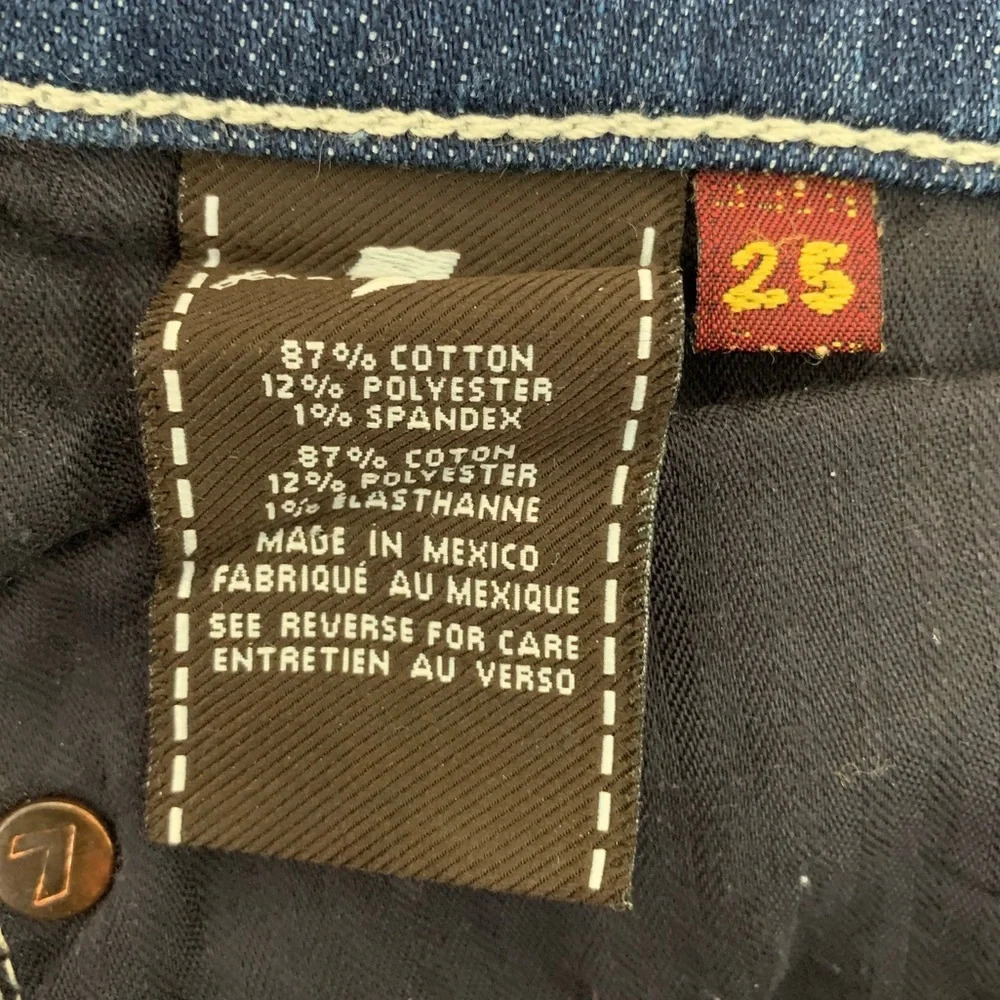 25
87% COTTON
12% POLYESTER
1% SPANDEX
87% COTON
12% POLYESTER
1% ELASTHANNE
MADE IN MEXICO
FABRIQUÉ AU MEXIQUE
SEE REVERSE FOR CARE
ENTRETIEN AU VERSO
7